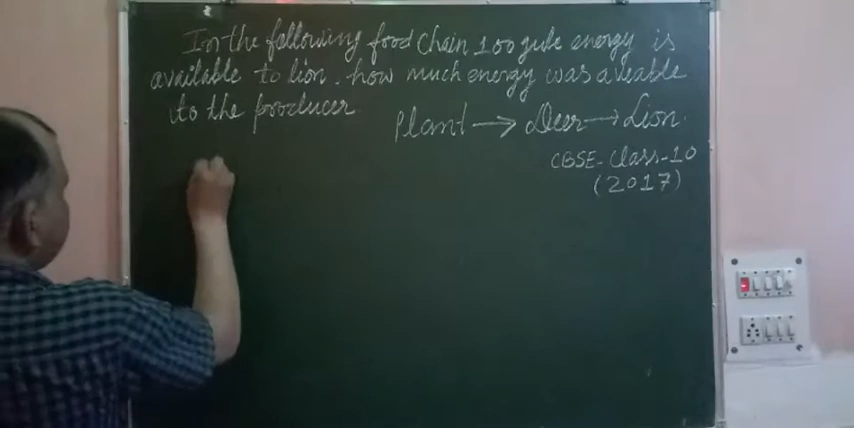 In the following food chain 100 jule energy is
available to lion. how much energy was aveable
to the producer
Plant → Deer → Lion.
CBSE-Class-10
(2017)